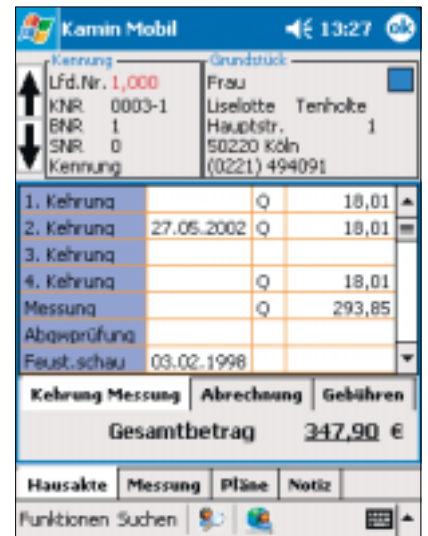 Kamin Mobil 13:27 ok
Kennung
Lfd.Nr. 1,000
KNR 0003-1
BNR 1
SNR 0
Kennung
Grundstück
Frau
Liselotte Tenholte
Hauptstr. 1
50220 Köln
(0221) 494091
1. Kehrung Q 18,01
2. Kehrung 27.05.2002 Q 18,01
3. Kehrung
4. Kehrung Q 18,01
Messung Q 293,85
Abgwprüfung
Feust.schau 03.02.1998
Kehrung Messung Abrechnung Gebühren
Gesamtbetrag 347,90 €
Hausakte Messung Pläne Notiz
Funktionen Suchen